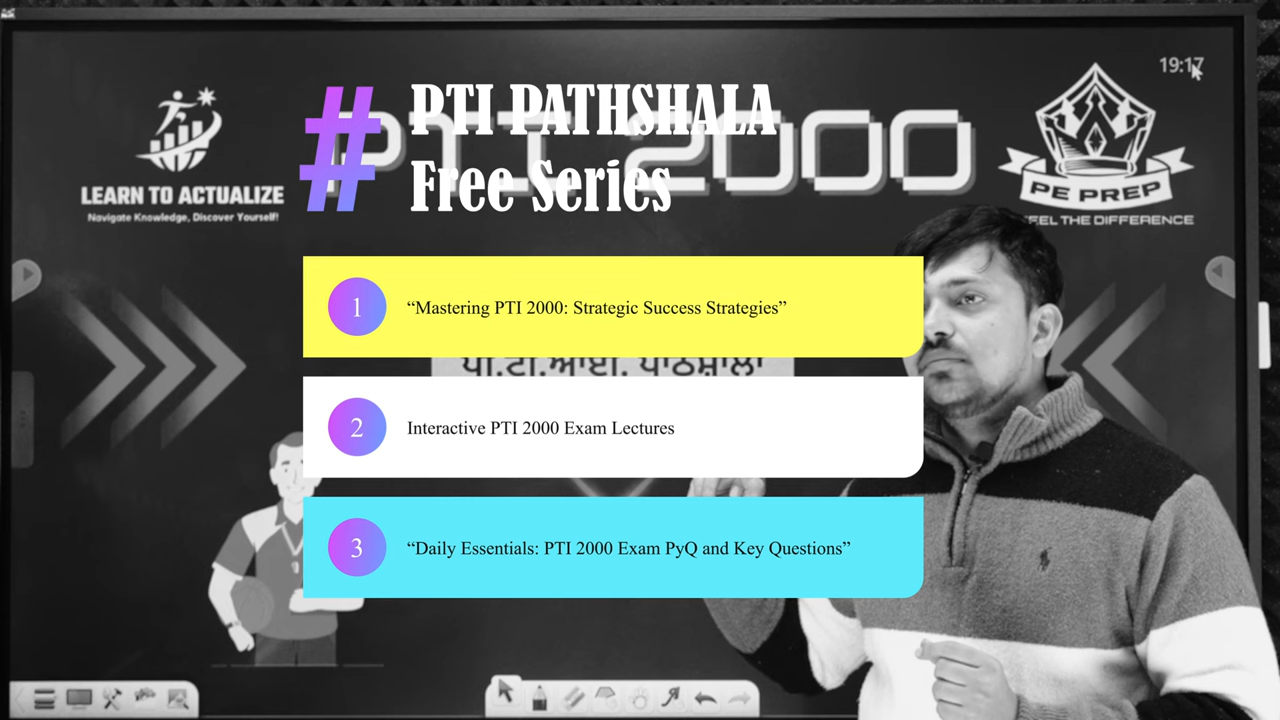 19:17
PTI 2000
# PTI PATHSHALA
Free Series
LEARN TO ACTUALIZE
Navigate Knowledge, Discover Yourself!
PE PREP
FEEL THE DIFFERENCE
1 “Mastering PTI 2000: Strategic Success Strategies”
ਪੀ.ਟੀ.ਆਈ. ਪਾਠਸ਼ਾਲਾ
2 Interactive PTI 2000 Exam Lectures
3 “Daily Essentials: PTI 2000 Exam PyQ and Key Questions”